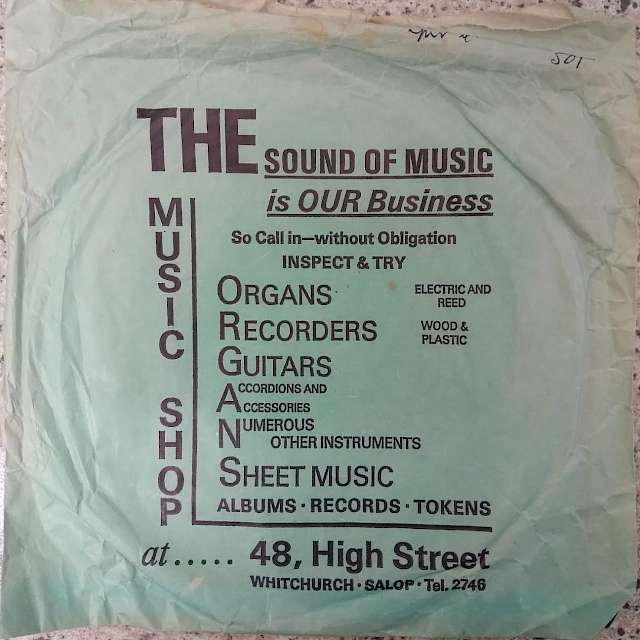 501
THE SOUND OF MUSIC
is OUR Business
So Call in—without Obligation
INSPECT & TRY
MUSIC SHOP
ORGANS ELECTRIC AND REED
RECORDERS WOOD & PLASTIC
GUITARS
ACCORDIONS AND
ACCESSORIES
NUMEROUS
OTHER INSTRUMENTS
SHEET MUSIC
ALBUMS · RECORDS · TOKENS
at..... 48, High Street
WHITCHURCH · SALOP · Tel. 2746